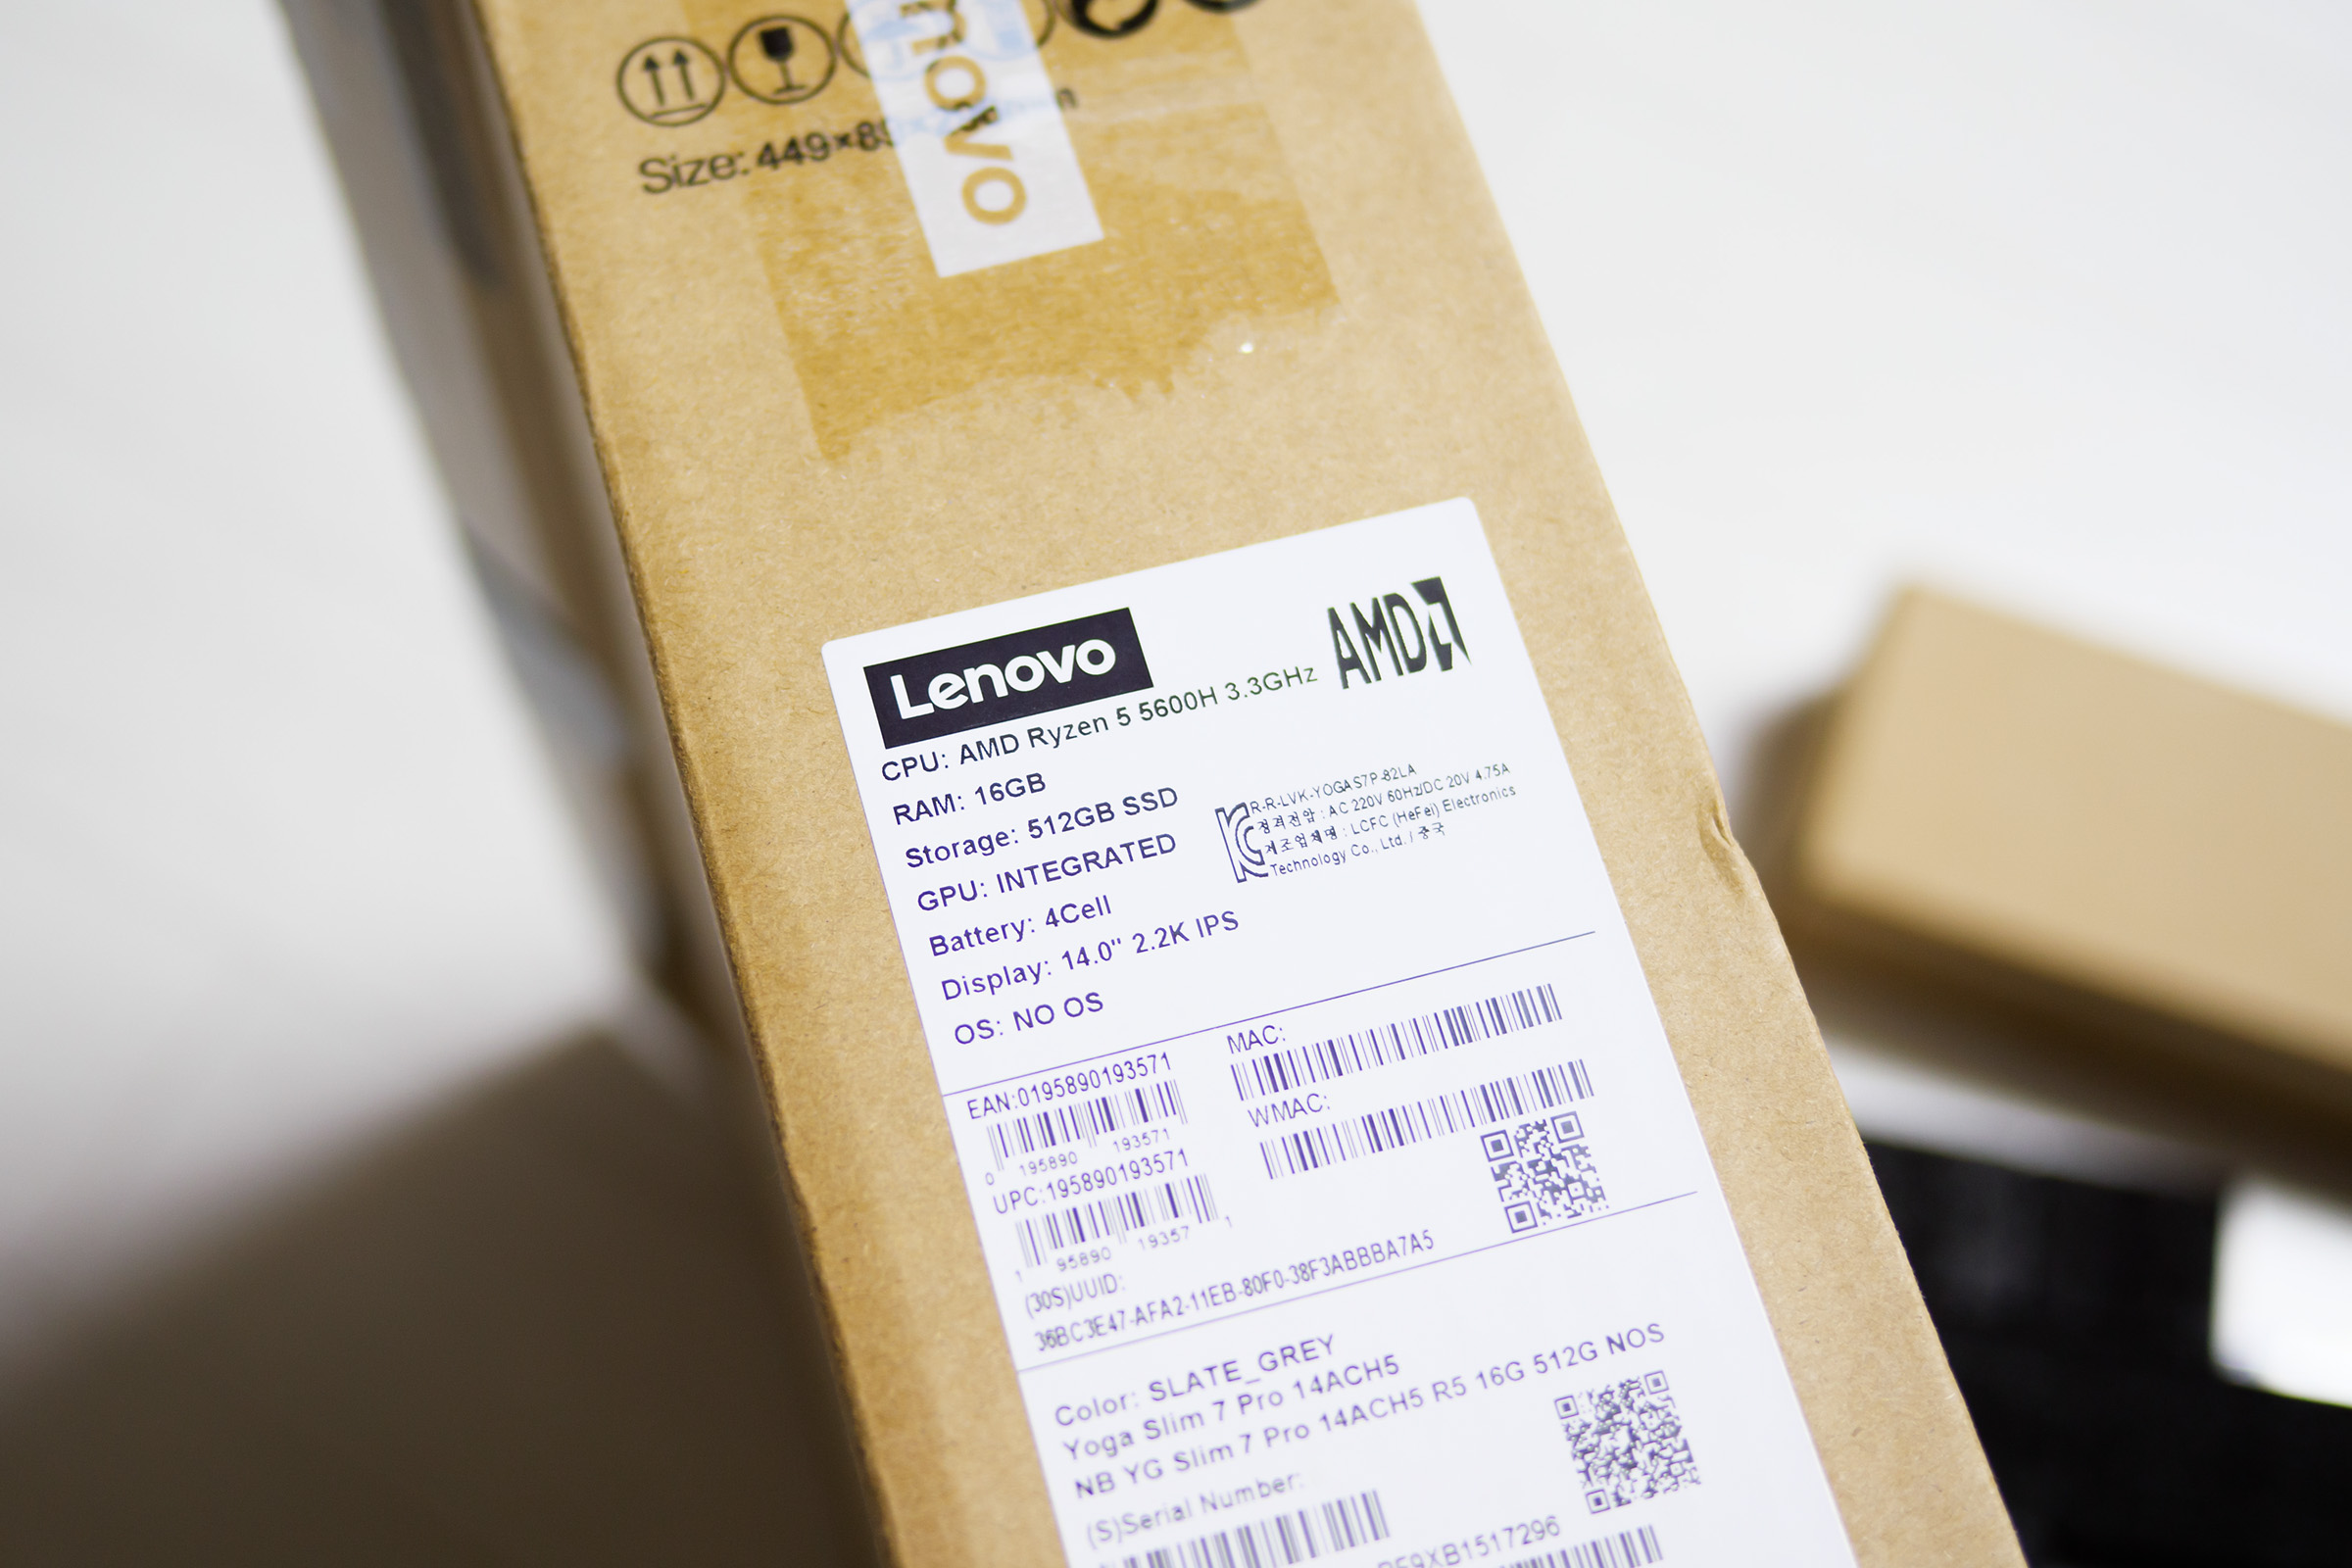 novo
Size: 449×8
Lenovo
AMD
CPU: AMD Ryzen 5 5600H 3.3GHz
RAM: 16GB
Storage: 512GB SSD
GPU: INTEGRATED
Battery: 4Cell
Display: 14.0" 2.2K IPS
OS: NO OS
R-R-LVK-YOGAS7P-82LA
정격전압 : AC 220V 60Hz/DC 20V 4.75A
제조업체명 : LCFC (HeFei) Electronics
Technology Co., Ltd. / 중국
EAN:0195890193571
0 195890 193571
UPC:195890193571
1 95890 19357 1
MAC:
WMAC:
(30S)UUID:
36BC3E47-AFA2-11EB-80F0-38F3ABBBA7A5
Color: SLATE_GREY
Yoga Slim 7 Pro 14ACH5
NB YG Slim 7 Pro 14ACH5 R5 16G 512G NOS
(S)Serial Number: